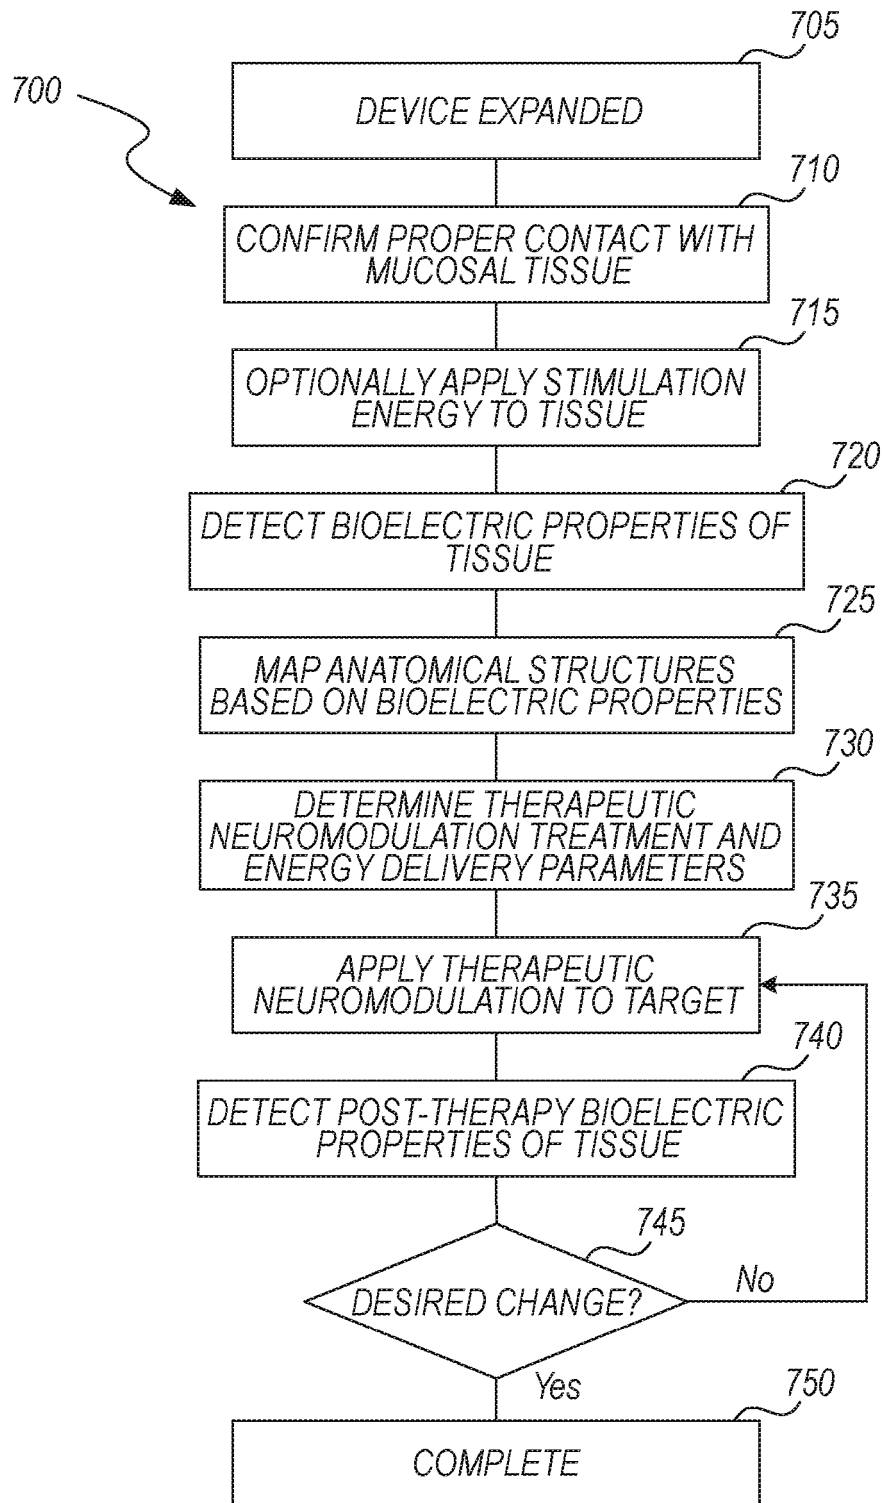 705
700
DEVICE EXPANDED
710
CONFIRM PROPER CONTACT WITH
MUCOSAL TISSUE
715
OPTIONALLY APPLY STIMULATION
ENERGY TO TISSUE
720
DETECT BIOELECTRIC PROPERTIES OF
TISSUE
725
MAP ANATOMICAL STRUCTURES
BASED ON BIOELECTRIC PROPERTIES
730
DETERMINE THERAPEUTIC
NEUROMODULATION TREATMENT AND
ENERGY DELIVERY PARAMETERS
735
APPLY THERAPEUTIC
NEUROMODULATION TO TARGET
740
DETECT POST-THERAPY BIOELECTRIC
PROPERTIES OF TISSUE
745
DESIRED CHANGE?
No
Yes
750
COMPLETE